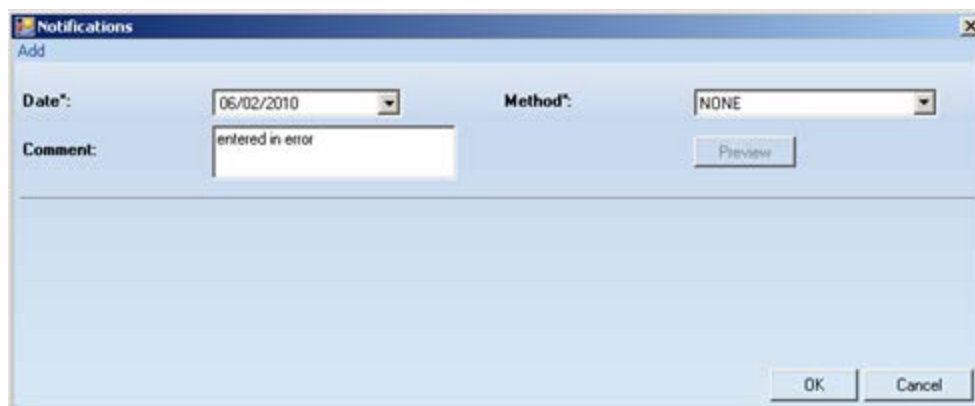 Notifications
Add
Date*: 06/02/2010 Method*: NONE
Comment: entered in error Preview
OK Cancel